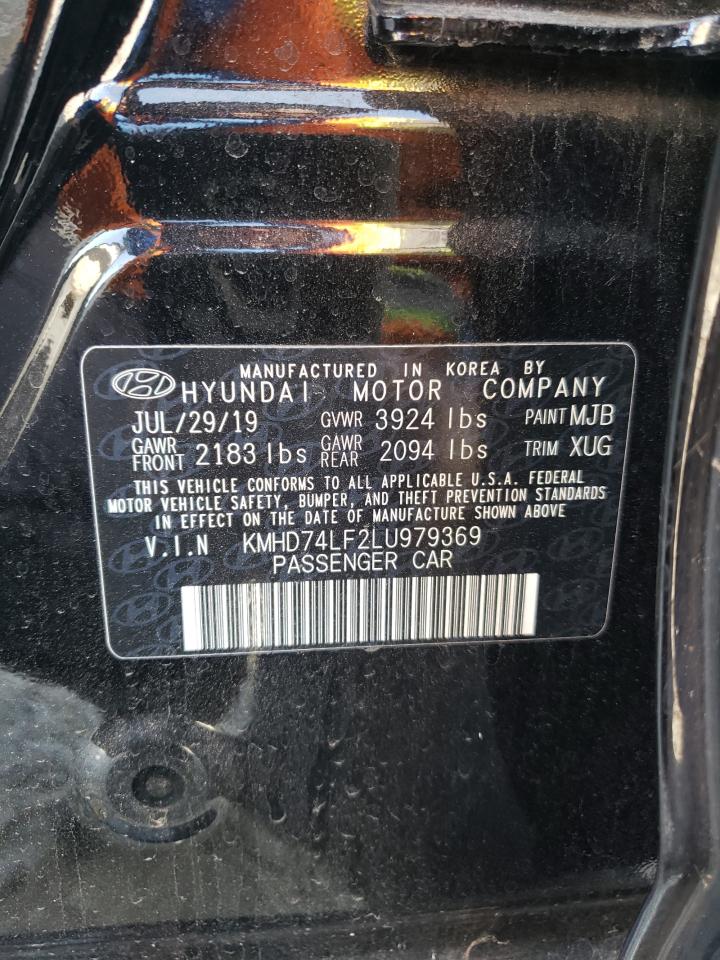 MANUFACTURED IN KOREA BY
HYUNDAI MOTOR COMPANY
JUL/29/19 GVWR 3924 lbs PAINT MJB
GAWR FRONT 2183 lbs GAWR REAR 2094 lbs TRIM XUG
THIS VEHICLE CONFORMS TO ALL APPLICABLE U.S.A. FEDERAL
MOTOR VEHICLE SAFETY, BUMPER, AND THEFT PREVENTION STANDARDS
IN EFFECT ON THE DATE OF MANUFACTURE SHOWN ABOVE
V.I.N KMHD74LF2LU979369
PASSENGER CAR